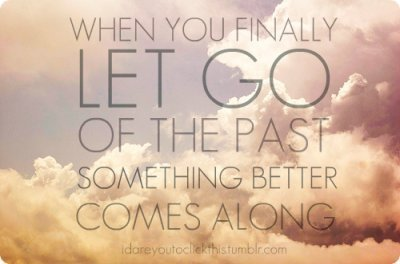 WHEN YOU FINALLY
LET GO
OF THE PAST
SOMETHING BETTER
COMES ALONG
idareyoutoclickthis.tumblr.com